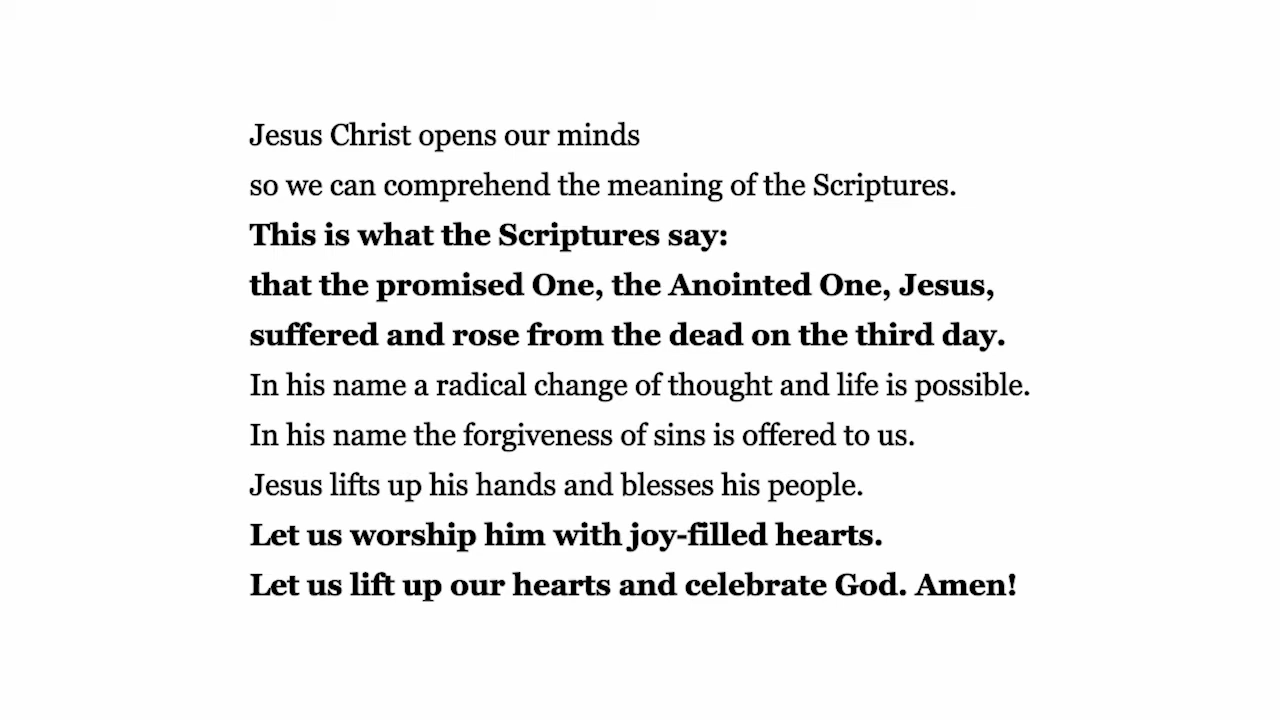 Jesus Christ opens our minds
so we can comprehend the meaning of the Scriptures.
This is what the Scriptures say:
that the promised One, the Anointed One, Jesus,
suffered and rose from the dead on the third day.
In his name a radical change of thought and life is possible.
In his name the forgiveness of sins is offered to us.
Jesus lifts up his hands and blesses his people.
Let us worship him with joy-filled hearts.
Let us lift up our hearts and celebrate God. Amen!